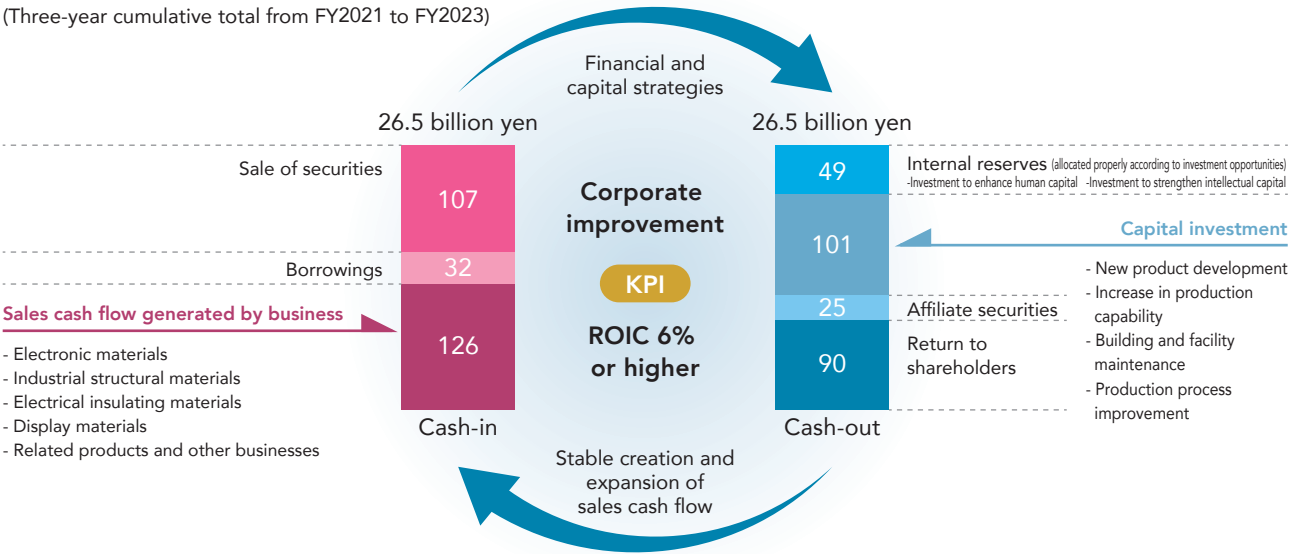 (Three-year cumulative total from FY2021 to FY2023)
Financial and
capital strategies
26.5 billion yen
26.5 billion yen
Sale of securities
107
Borrowings
32
Sales cash flow generated by business
126
- Electronic materials
- Industrial structural materials
- Electrical insulating materials
- Display materials
- Related products and other businesses
Cash-in
Corporate
improvement
KPI
ROIC 6%
or higher
49
Internal reserves (allocated properly according to investment opportunities)
-Investment to enhance human capital -Investment to strengthen intellectual capital
101
Capital investment
- New product development
- Increase in production
capability
- Building and facility
maintenance
- Production process
improvement
25
Affiliate securities
90
Return to
shareholders
Cash-out
Stable creation and
expansion of
sales cash flow